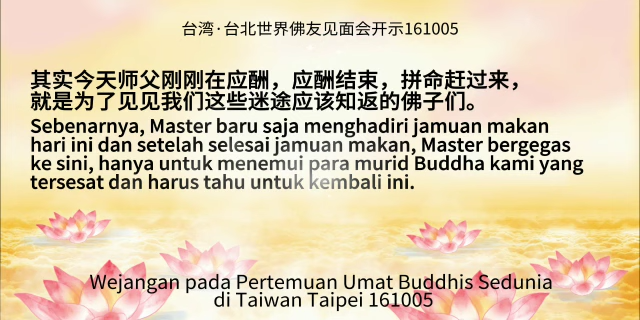 台湾·台北世界佛友见面会开示161005
其实今天师父刚刚在应酬，应酬结束，拼命赶过来，
就是为了见见我们这些迷途应该知返的佛子们。
Sebenarnya, Master baru saja menghadiri jamuan makan
hari ini dan setelah selesai jamuan makan, Master bergegas
ke sini, hanya untuk menemui para murid Buddha kami yang
tersesat dan harus tahu untuk kembali ini.
Wejangan pada Pertemuan Umat Buddhis Sedunia
di Taiwan Taipei 161005